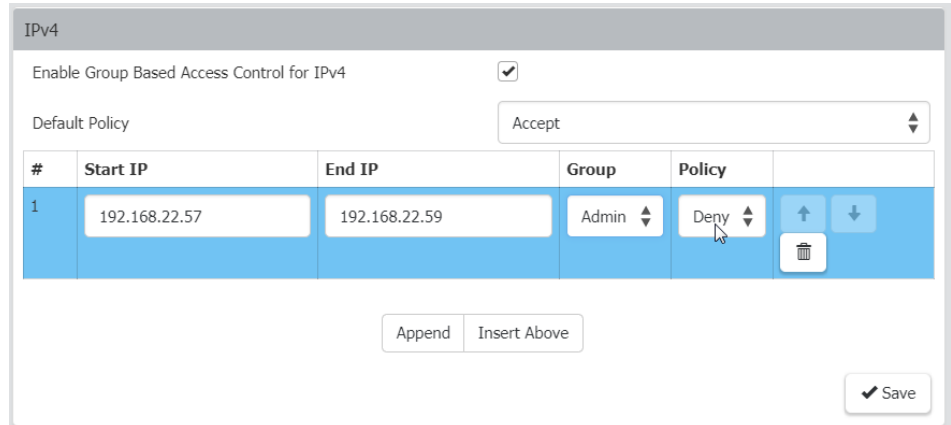 IPv4
Enable Group Based Access Control for IPv4
Default Policy Accept
# Start IP End IP Group Policy
1 192.168.22.57 192.168.22.59 Admin Deny
Append Insert Above
Save